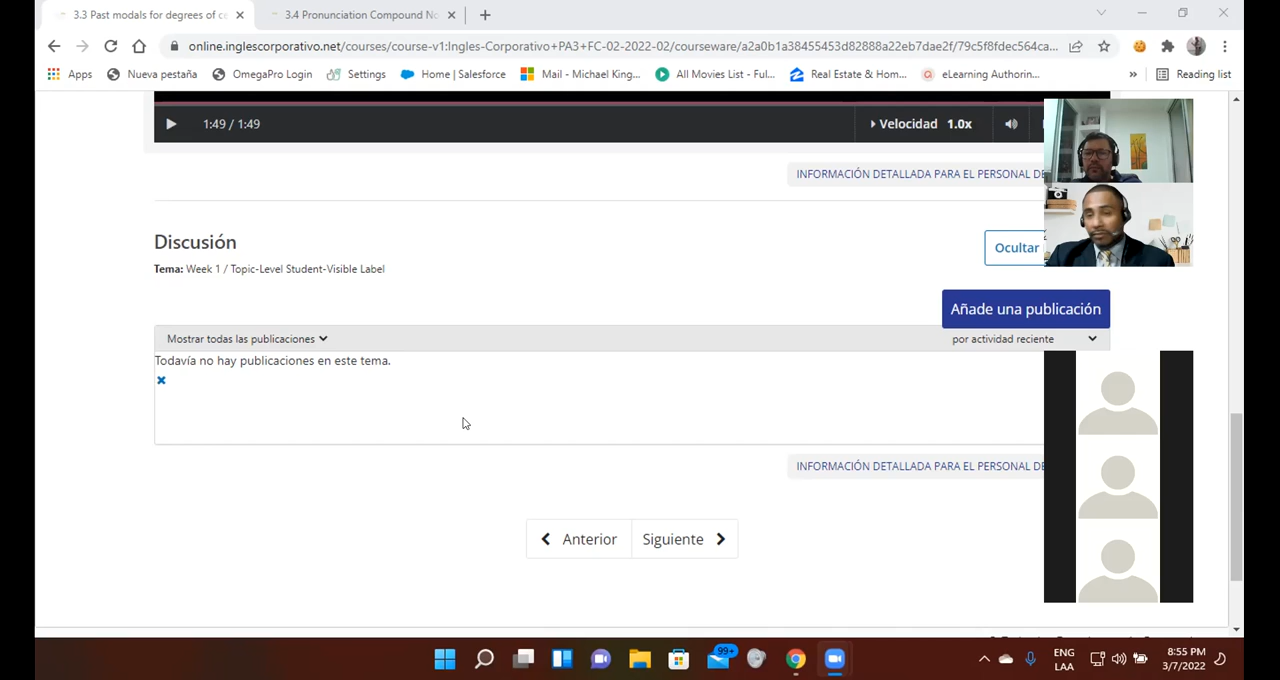 3.3 Past modals for degrees of ce
3.4 Pronunciation Compound No
online.inglescorporativo.net/courses/course-v1:Ingles-Corporativo+PA3+FC-02-2022-02/courseware/a2a0b1a38455453d82888a22eb7dae2f/79c5f8fdec564ca...
Apps
Nueva pestaña
OmegaPro Login
Settings
Home | Salesforce
Mail - Michael King...
All Movies List - Ful...
Real Estate & Hom...
eLearning Authorin...
»
Reading list
1:49 / 1:49
Velocidad 1.0x
INFORMACIÓN DETALLADA PARA EL PERSONAL DE
Discusión
Ocultar
Tema: Week 1 / Topic-Level Student-Visible Label
Añade una publicación
Mostrar todas las publicaciones
por actividad reciente
Todavía no hay publicaciones en este tema.
INFORMACIÓN DETALLADA PARA EL PERSONAL DE
Anterior
Siguiente
99+
ENG
LAA
8:55 PM
3/7/2022